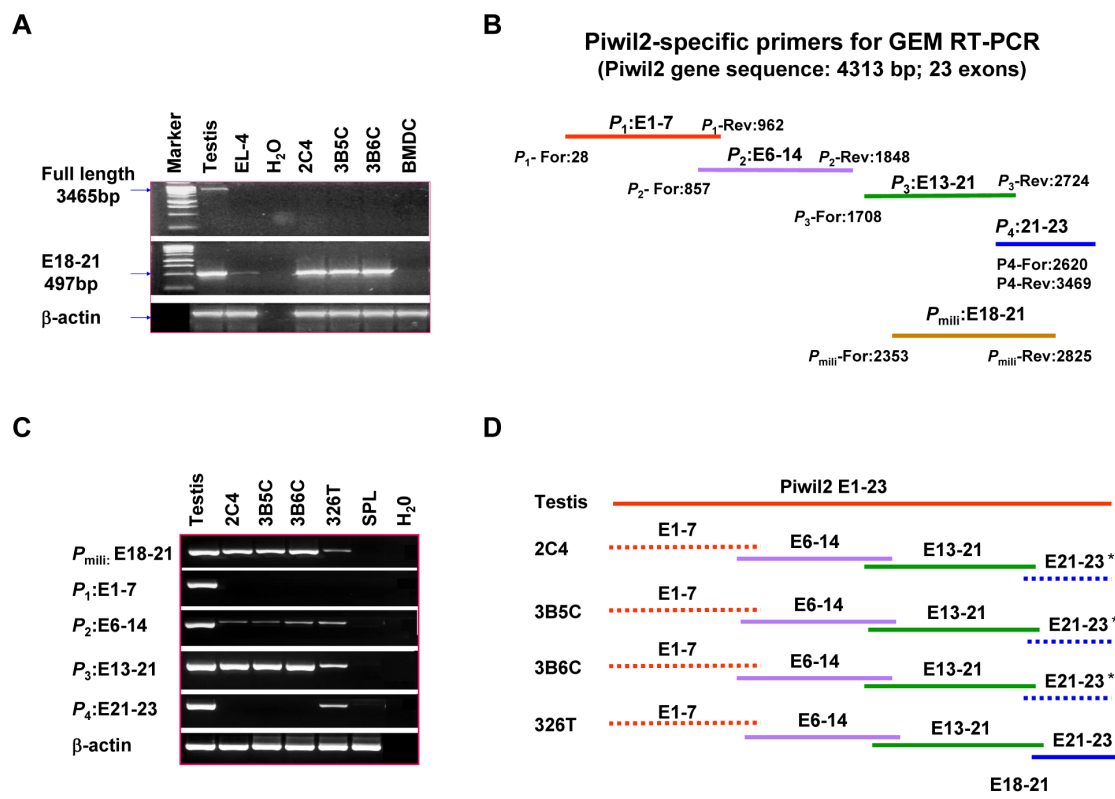 A
Marker
Testis
EL-4
H2O
2C4
3B5C
3B6C
BMDC
Full length
3465bp
E18-21
497bp
β-actin
B
Piwil2-specific primers for GEM RT-PCR
(Piwil2 gene sequence: 4313 bp; 23 exons)
P1:E1-7
P1-Rev:962
P1- For:28
P2:E6-14
P2-Rev:1848
P2- For:857
P3:E13-21
P3-Rev:2724
P3-For:1708
P4:21-23
P4-For:2620
P4-Rev:3469
Pmili:E18-21
Pmili-For:2353
Pmili-Rev:2825
C
Testis
2C4
3B5C
3B6C
326T
SPL
H20
Pmili: E18-21
P1:E1-7
P2:E6-14
P3:E13-21
P4:E21-23
β-actin
D
Testis
Piwil2 E1-23
2C4
E1-7
E6-14
E13-21
E21-23 *
3B5C
E1-7
E6-14
E13-21
E21-23 *
3B6C
E1-7
E6-14
E13-21
E21-23 *
326T
E1-7
E6-14
E13-21
E21-23
E18-21